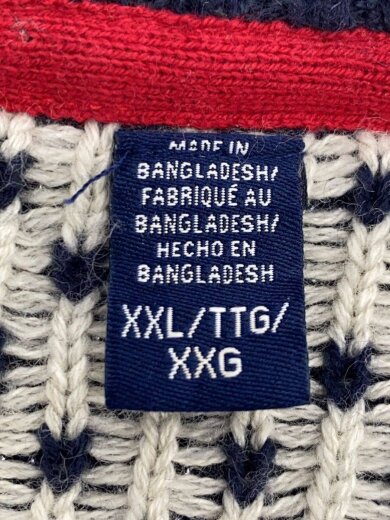 MADE IN
BANGLADESH/
FABRIQUÉ AU
BANGLADESH/
HECHO EN
BANGLADESH
XXL/TTG/
XXG